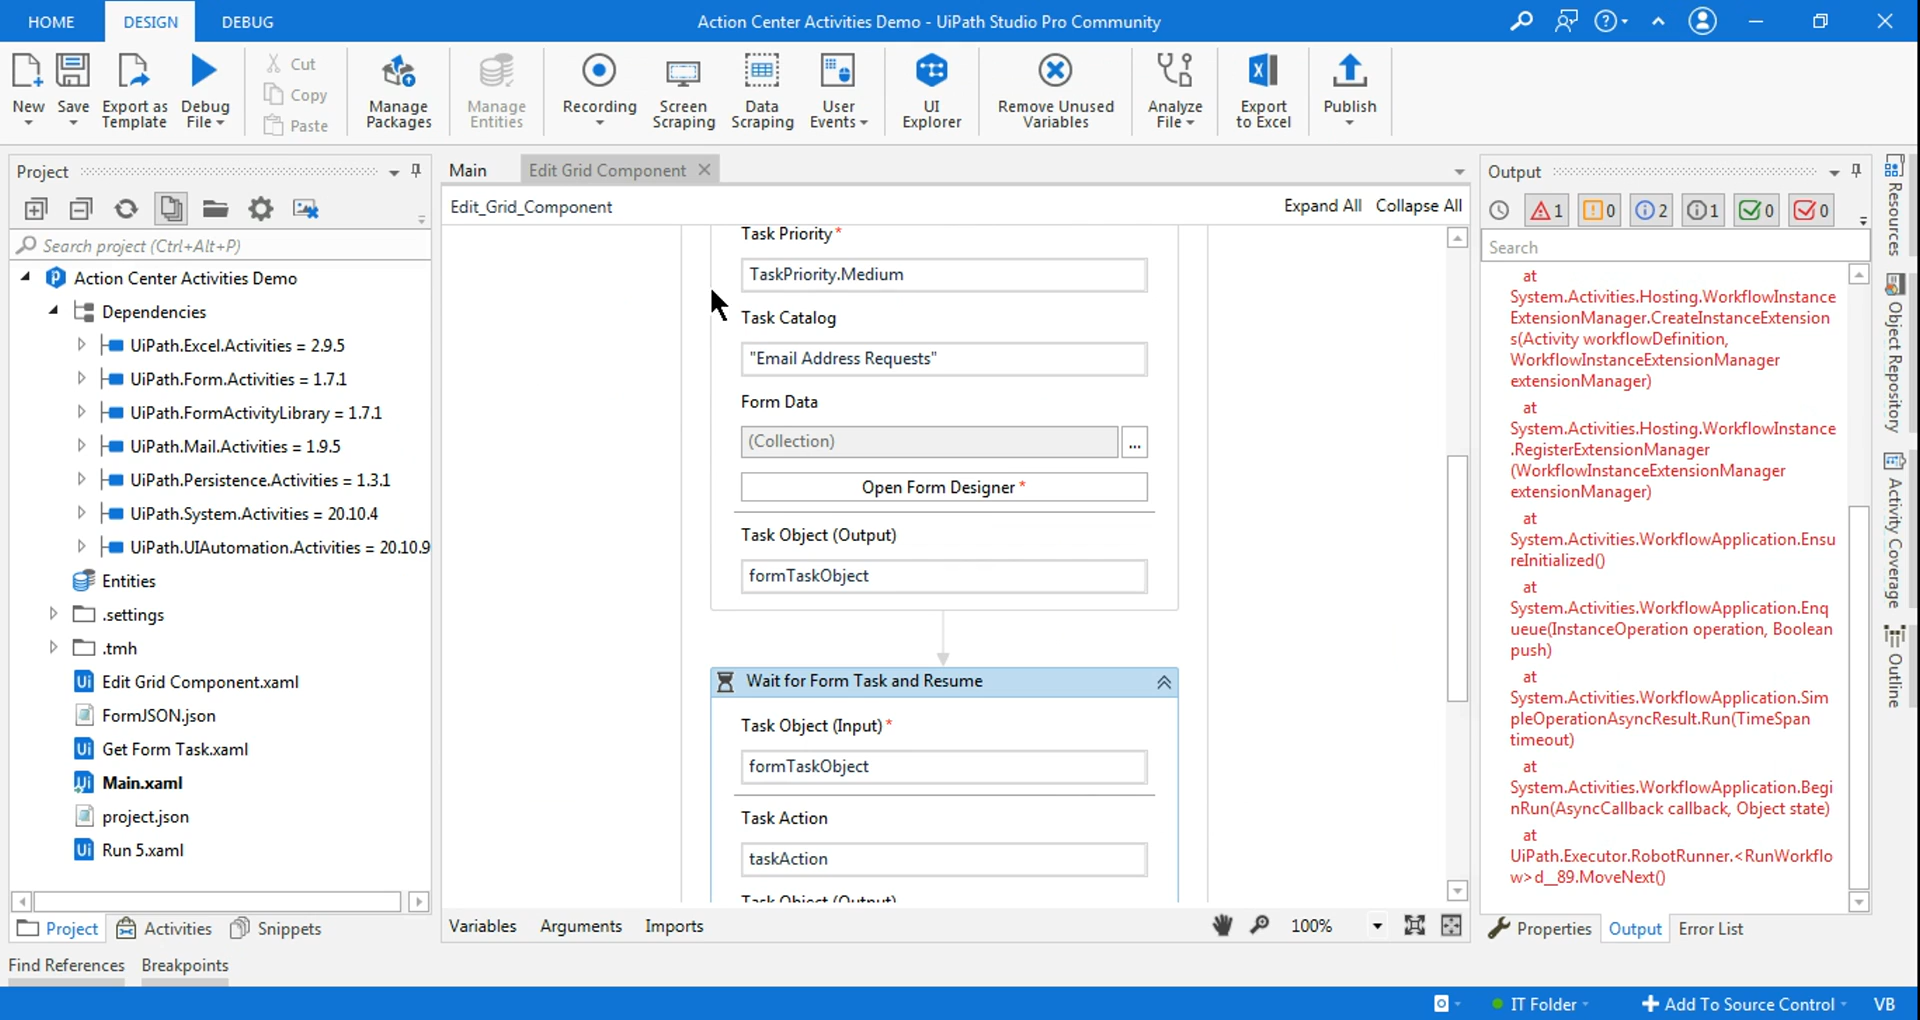 HOME
DESIGN
DEBUG
Action Center Activities Demo - UiPath Studio Pro Community
New
Save
Export as
Template
Debug
File
Cut
Copy
Paste
Manage
Packages
Manage
Entities
Recording
Screen
Scraping
Data
Scraping
User
Events
UI
Explorer
Remove Unused
Variables
Analyze
File
Export
to Excel
Publish
Project
Search project (Ctrl+Alt+P)
Action Center Activities Demo
Dependencies
UiPath.Excel.Activities = 2.9.5
UiPath.Form.Activities = 1.7.1
UiPath.FormActivityLibrary = 1.7.1
UiPath.Mail.Activities = 1.9.5
UiPath.Persistence.Activities = 1.3.1
UiPath.System.Activities = 20.10.4
UiPath.UIAutomation.Activities = 20.10.9
Entities
.settings
.tmh
Edit Grid Component.xaml
FormJSON.json
Get Form Task.xaml
Main.xaml
project.json
Run 5.xaml
Project
Activities
Snippets
Find References
Breakpoints
Main
Edit Grid Component
Edit_Grid_Component
Expand All
Collapse All
Task Priority*
TaskPriority.Medium
Task Catalog
"Email Address Requests"
Form Data
(Collection)
...
Open Form Designer *
Task Object (Output)
formTaskObject
Wait for Form Task and Resume
Task Object (Input) *
formTaskObject
Task Action
taskAction
Task Object (Output)
Variables
Arguments
Imports
100%
Output
1
0
2
1
0
0
Search
at
System.Activities.Hosting.WorkflowInstance
ExtensionManager.CreateInstanceExtension
s(Activity workflowDefinition,
WorkflowInstanceExtensionManager
extensionManager)
at
System.Activities.Hosting.WorkflowInstance
.RegisterExtensionManager
(WorkflowInstanceExtensionManager
extensionManager)
at
System.Activities.WorkflowApplication.Ensu
reInitialized()
at
System.Activities.WorkflowApplication.Enq
ueue(InstanceOperation operation, Boolean
push)
at
System.Activities.WorkflowApplication.Sim
pleOperationAsyncResult.Run(TimeSpan
timeout)
at
System.Activities.WorkflowApplication.Begi
nRun(AsyncCallback callback, Object state)
at
UiPath.Executor.RobotRunner.<RunWorkflo
w>d__89.MoveNext()
Properties
Output
Error List
Resources
Object Repository
Activity Coverage
Outline
IT Folder
Add To Source Control
VB